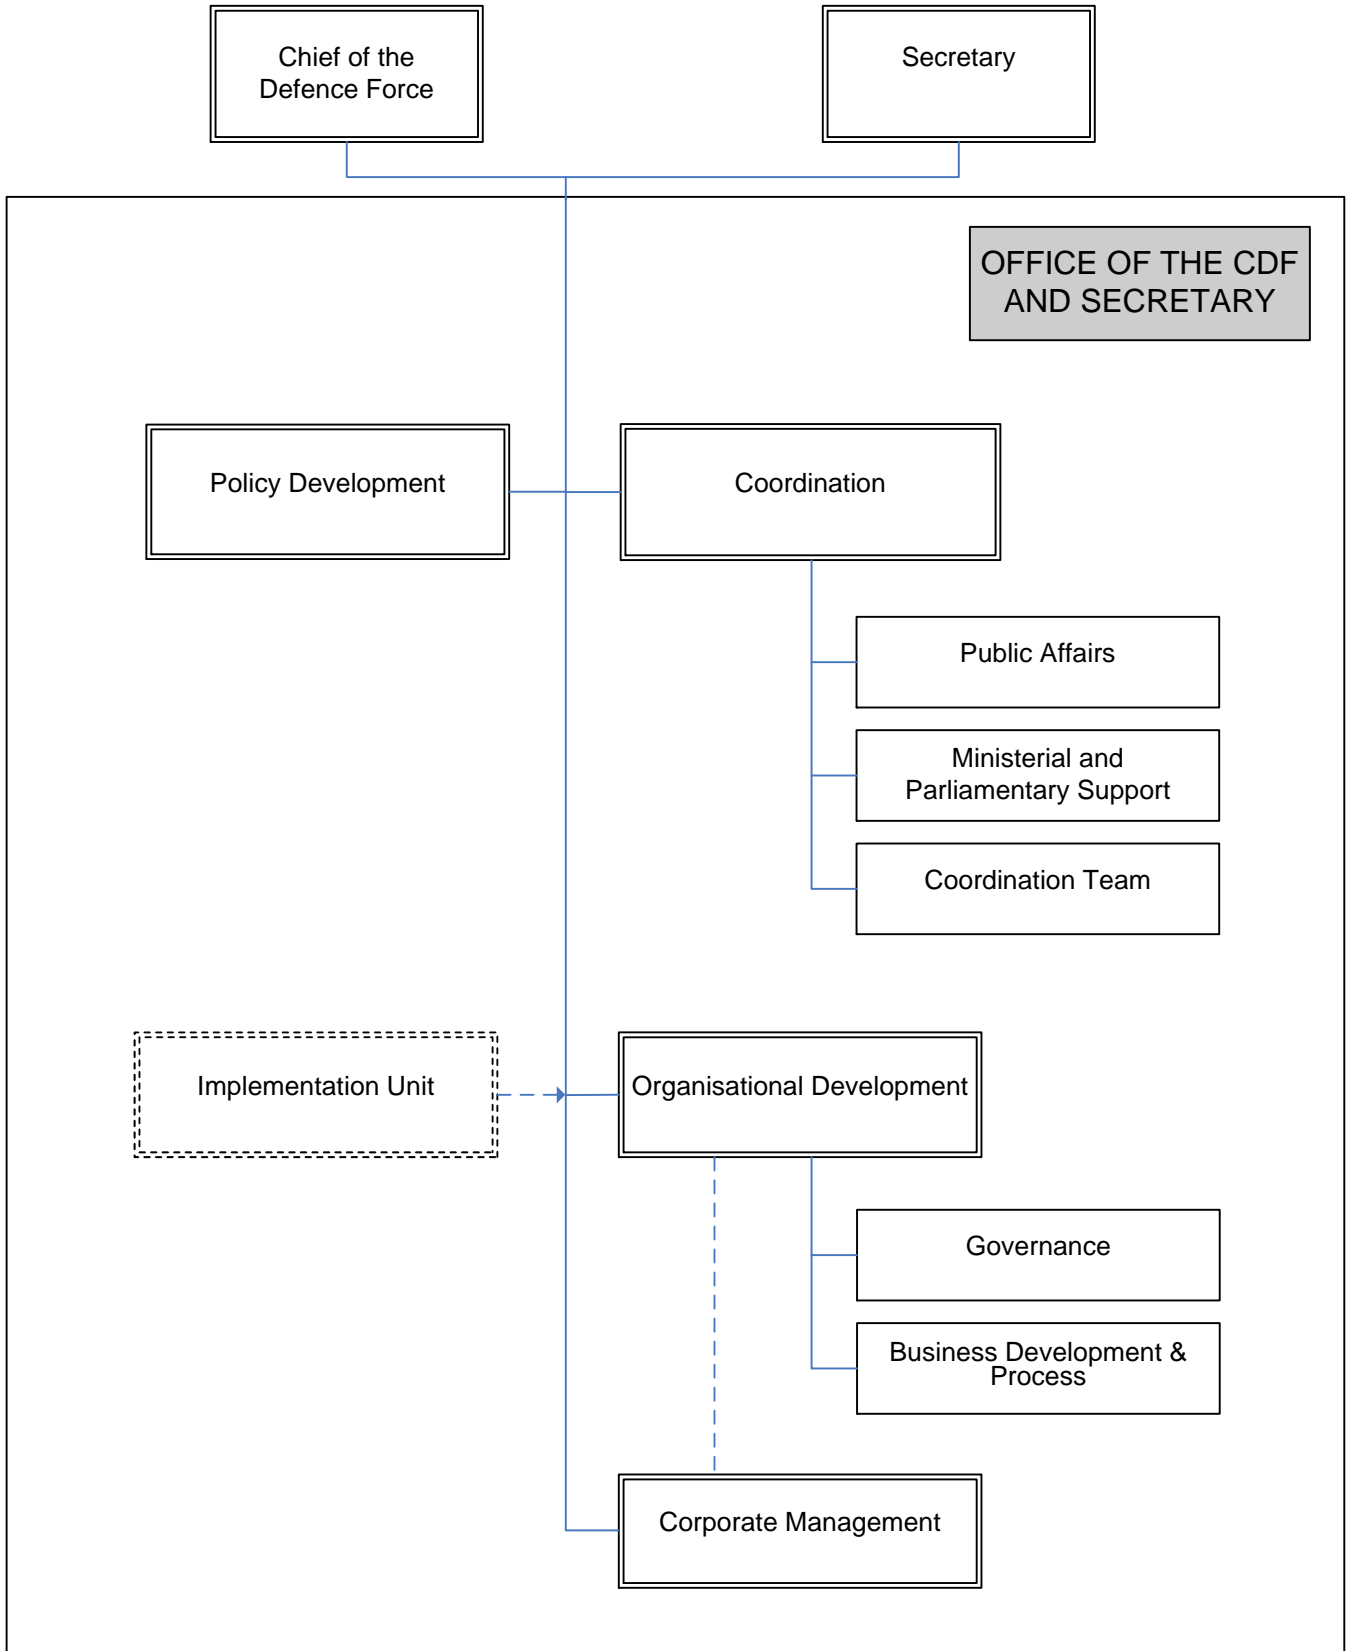 Chief of the
Defence Force
Secretary
OFFICE OF THE CDF
AND SECRETARY
Policy Development
Coordination
Public Affairs
Ministerial and
Parliamentary Support
Coordination Team
Implementation Unit
Organisational Development
Governance
Business Development &
Process
Corporate Management